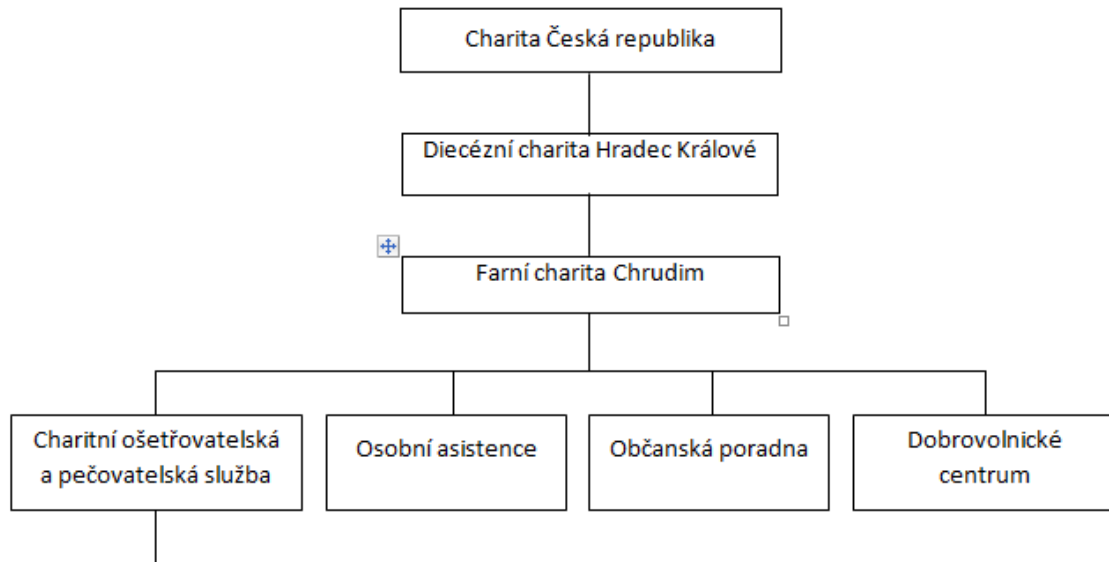 Charita Česká republika
Diecézní charita Hradec Králové
Farní charita Chrudim
Charitní ošetřovatelská
a pečovatelská služba
Osobní asistence
Občanská poradna
Dobrovolnické
centrum